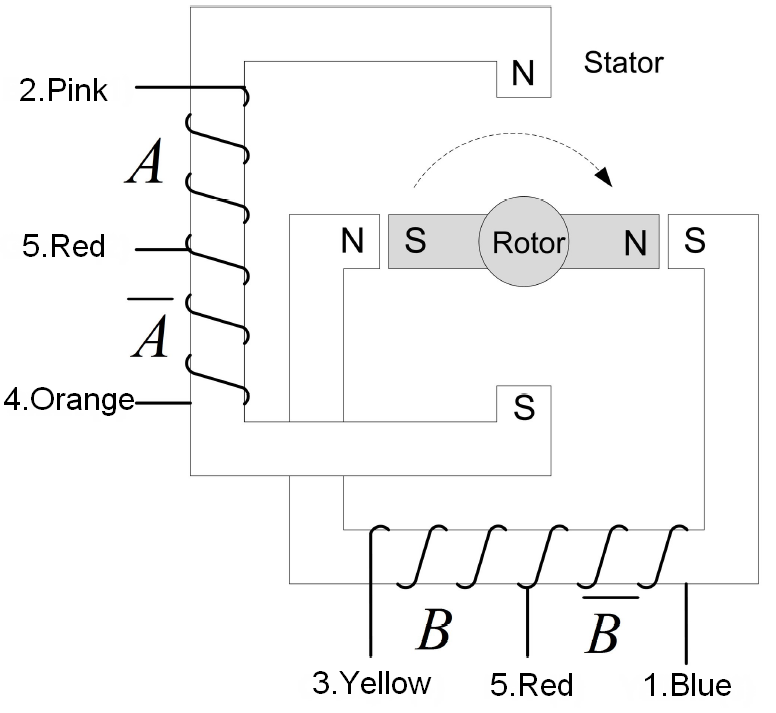 N
Stator
2.Pink
A
5.Red
N
S
Rotor
N
S
A̅
4.Orange
S
B
B̅
3.Yellow
5.Red
1.Blue